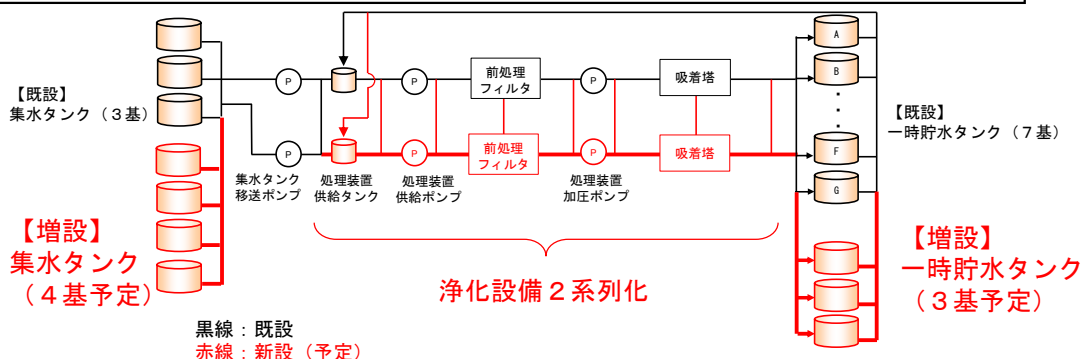 【既設】
集水タンク（３基）
【増設】
集水タンク
（４基予定）
P
P
集水タンク
移送ポンプ
処理装置
供給タンク
P
P
処理装置
供給ポンプ
前処理
フィルタ
前処理
フィルタ
P
P
処理装置
加圧ポンプ
吸着塔
吸着塔
浄化設備２系列化
A
B
・
・
・
F
G
【既設】
一時貯水タンク（７基）
【増設】
一時貯水タンク
（３基予定）
黒線：既設
赤線：新設（予定）